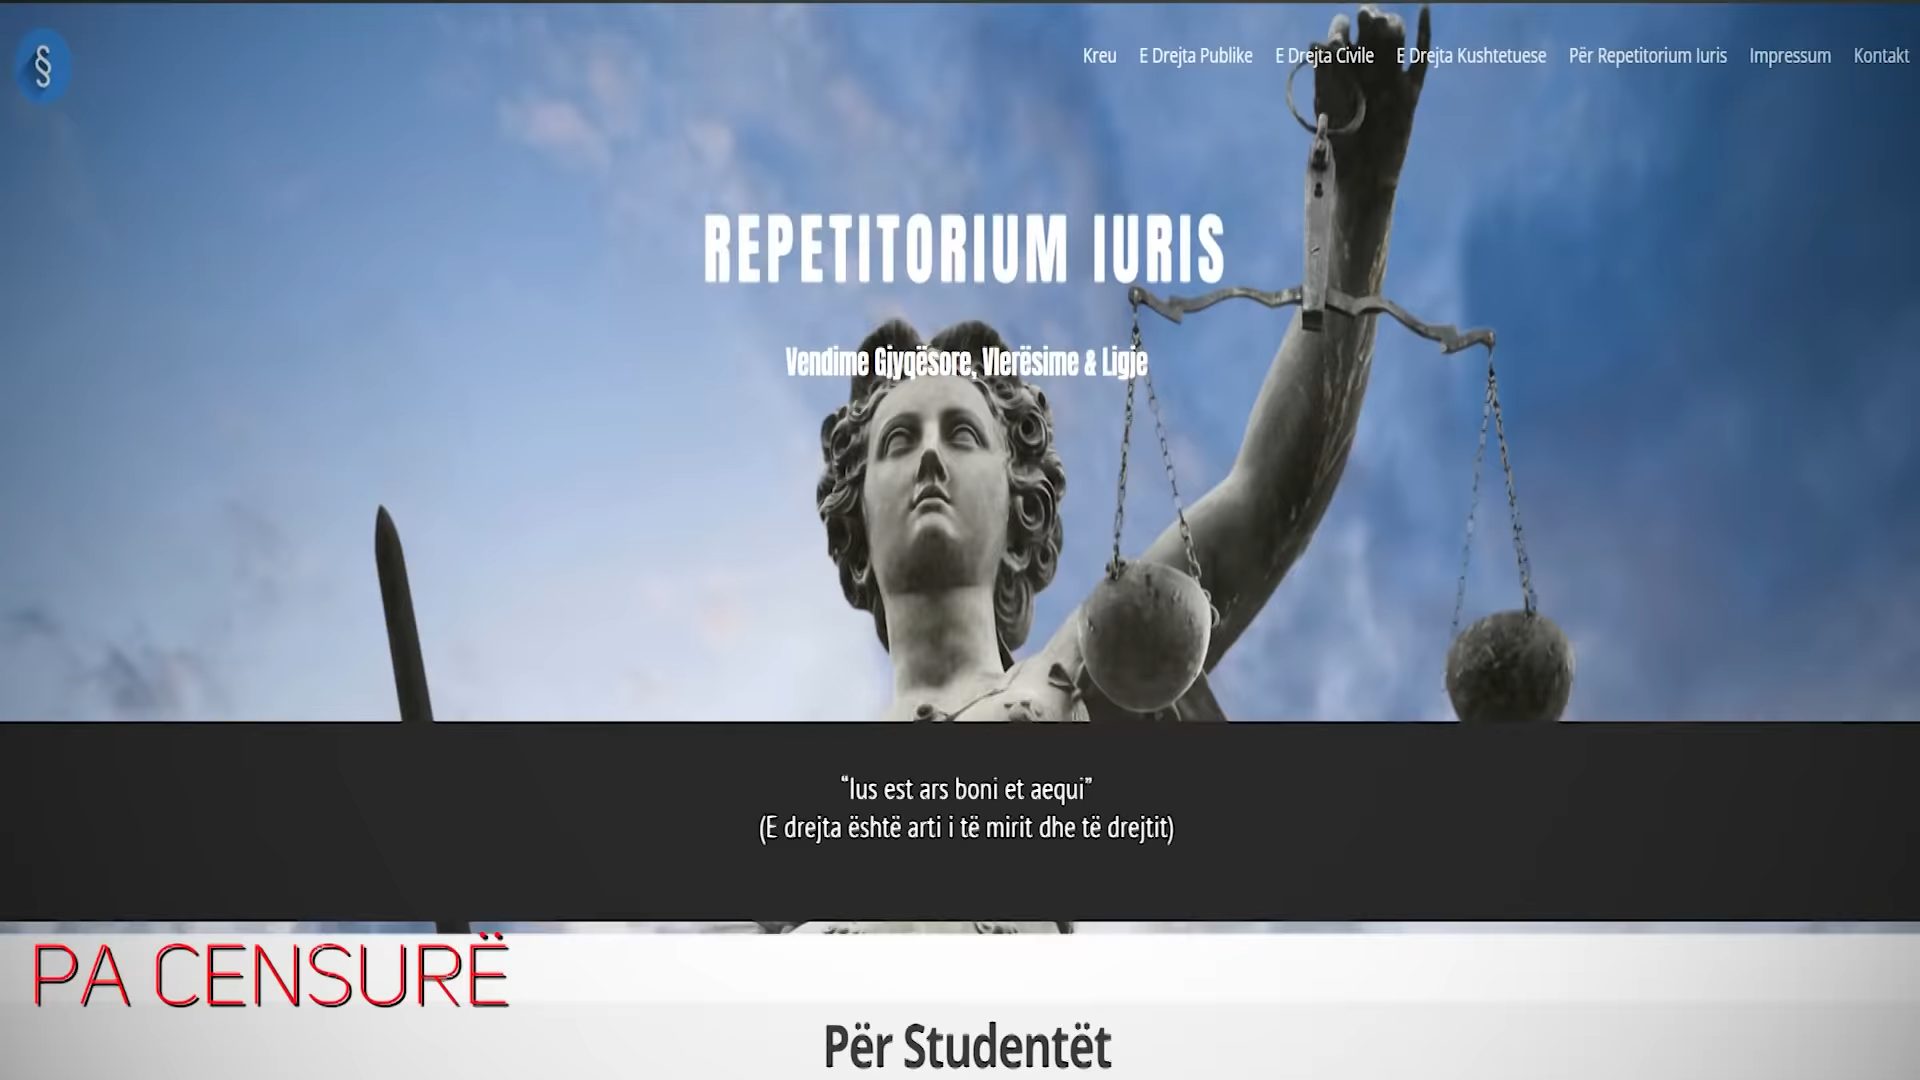 §
Kreu E Drejta Publike E Drejta Civile E Drejta Kushtetuese Për Repetitorium Iuris Impressum Kontakt
REPETITORIUM IURIS
Vendime Gjyqësore, Vlerësime & Ligje
“Ius est ars boni et aequi”
(E drejta është arti i të mirit dhe të drejtit)
PA CENSURË
Për Studentët